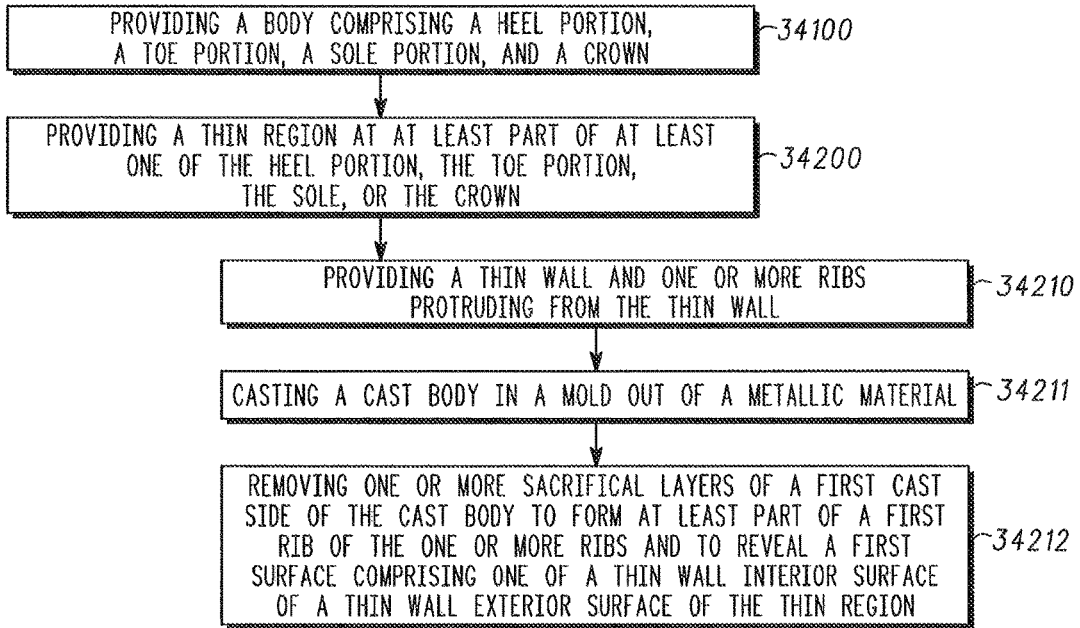 PROVIDING A BODY COMPRISING A HEEL PORTION,
A TOE PORTION, A SOLE PORTION, AND A CROWN
34100
PROVIDING A THIN REGION AT AT LEAST PART OF AT LEAST
ONE OF THE HEEL PORTION, THE TOE PORTION,
THE SOLE, OR THE CROWN
34200
PROVIDING A THIN WALL AND ONE OR MORE RIBS
PROTRUDING FROM THE THIN WALL
34210
CASTING A CAST BODY IN A MOLD OUT OF A METALLIC MATERIAL
34211
REMOVING ONE OR MORE SACRIFICAL LAYERS OF A FIRST CAST
SIDE OF THE CAST BODY TO FORM AT LEAST PART OF A FIRST
RIB OF THE ONE OR MORE RIBS AND TO REVEAL A FIRST
SURFACE COMPRISING ONE OF A THIN WALL INTERIOR SURFACE
OF A THIN WALL EXTERIOR SURFACE OF THE THIN REGION
34212